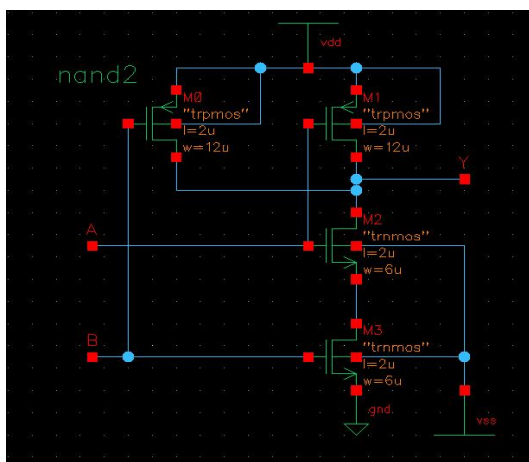 vdd
nand2
M0
"trpmos"
l=2u
w=12u
M1
"trpmos"
l=2u
w=12u
Y
A
M2
"trnmos"
l=2u
w=6u
B
M3
"trnmos"
l=2u
w=6u
gnd
vss